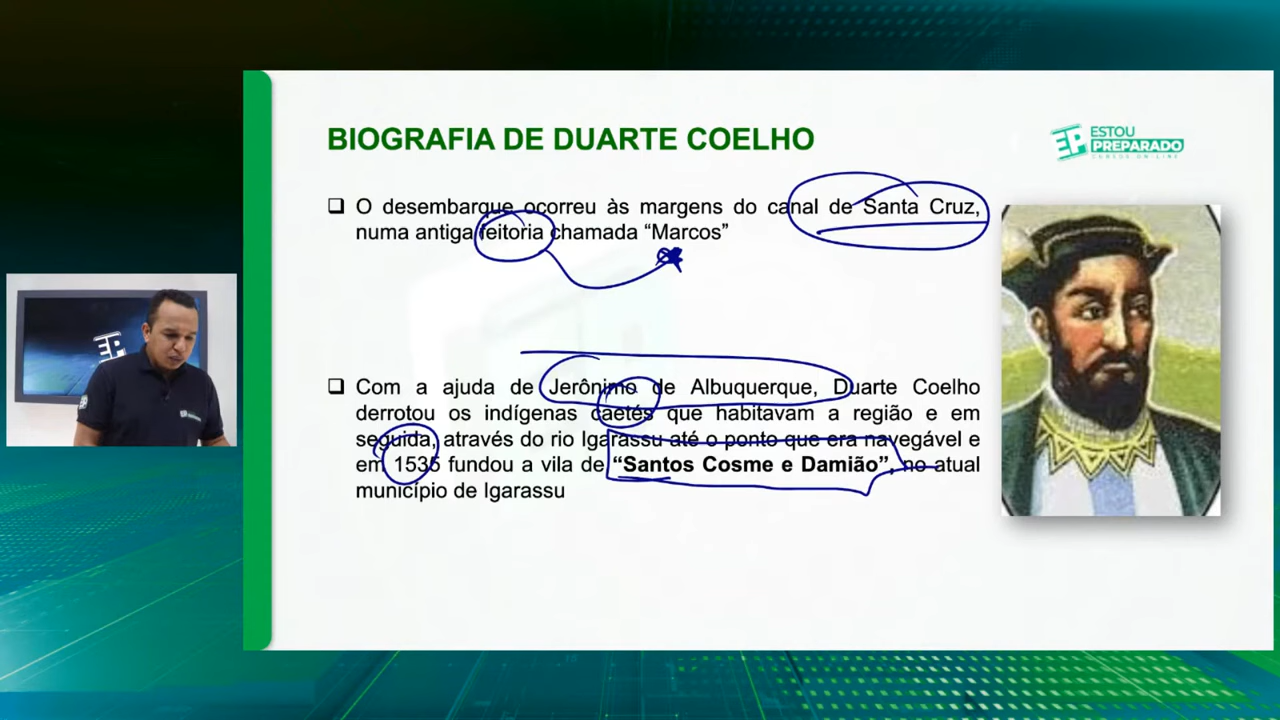 BIOGRAFIA DE DUARTE COELHO
ESTOU
PREPARADO
CURSOS ON-LINE
O desembarque ocorreu às margens do canal de Santa Cruz,
numa antiga feitoria chamada “Marcos”
Com a ajuda de Jerônimo de Albuquerque, Duarte Coelho
derrotou os indígenas caetés que habitavam a região e em
seguida, através do rio Igarassu até o ponto que era navegável e
em 1535 fundou a vila de “Santos Cosme e Damião”, no atual
município de Igarassu